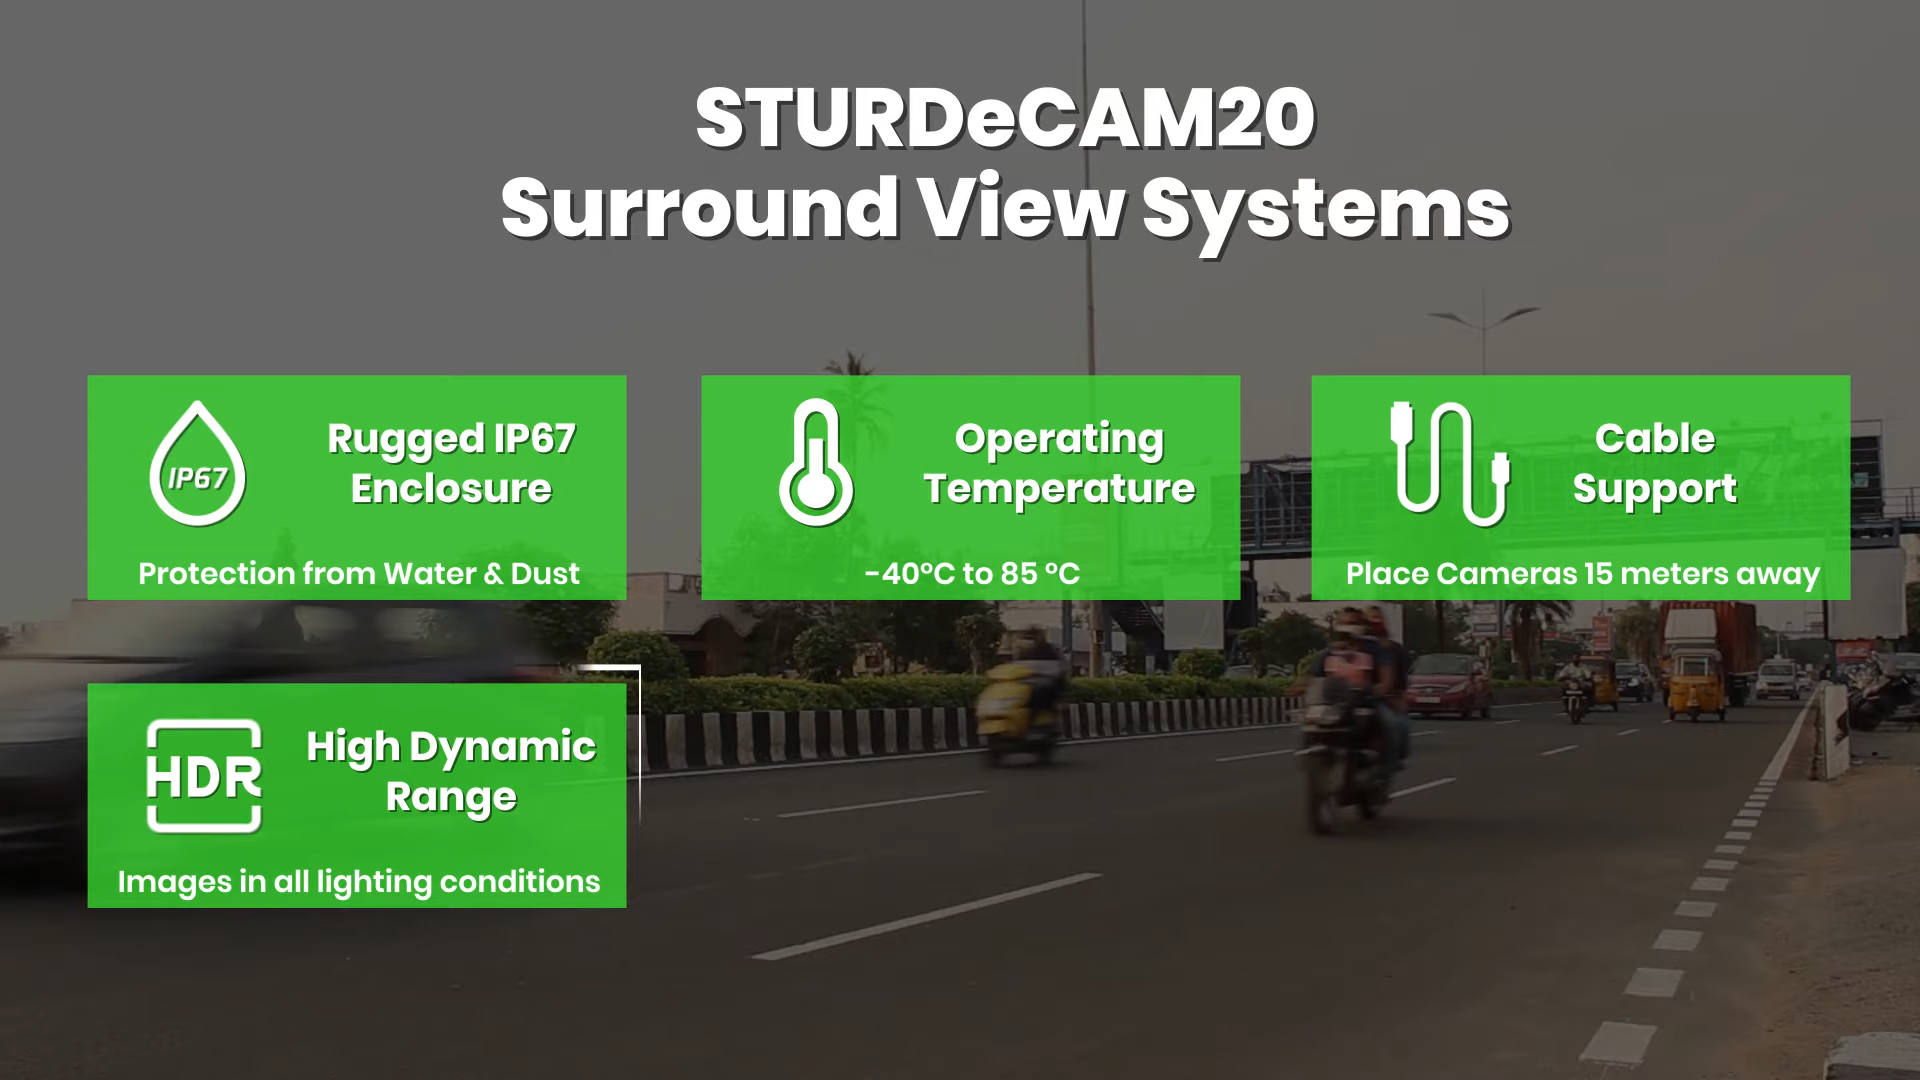 STURDeCAM20
Surround View Systems
IP67
Rugged IP67
Enclosure
Protection from Water & Dust
Operating
Temperature
-40°C to 85 °C
Cable
Support
Place Cameras 15 meters away
HDR
High Dynamic
Range
Images in all lighting conditions